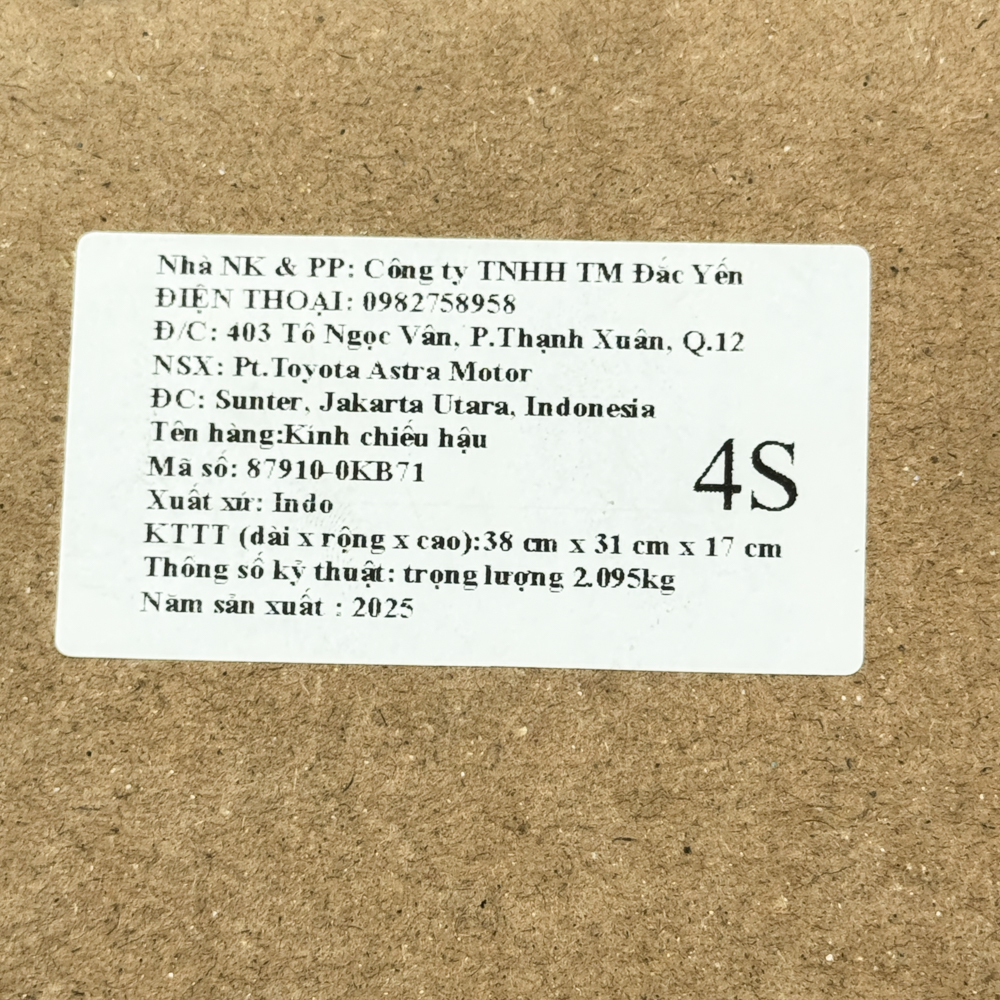 Nhà NK & PP: Công ty TNHH TM Đắc Yến
ĐIỆN THOẠI: 0982758958
Đ/C: 403 Tô Ngọc Vân, P.Thạnh Xuân, Q.12
NSX: Pt.Toyota Astra Motor
ĐC: Sunter, Jakarta Utara, Indonesia
Tên hàng:Kính chiếu hậu
Mã số: 87910-0KB71
4S
Xuất xứ: Indo
KTTT (dài x rộng x cao):38 cm x 31 cm x 17 cm
Thông số kỹ thuật: trọng lượng 2.095kg
Năm sản xuất : 2025